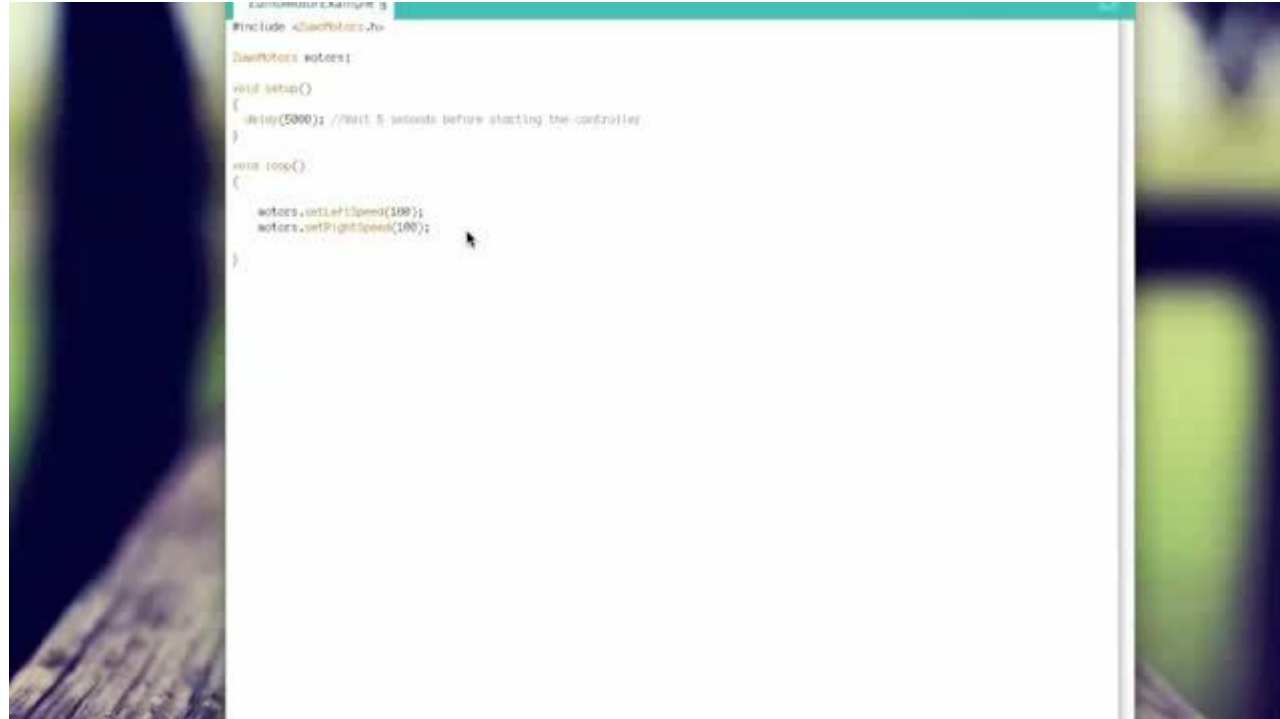 ZumoMotorExample §
#include <ZumoMotors.h>
ZumoMotors motors;
void setup()
{
delay(5000); //Wait 5 seconds before starting the controller
}
void loop()
{
motors.setLeftSpeed(100);
motors.setRightSpeed(100);
}